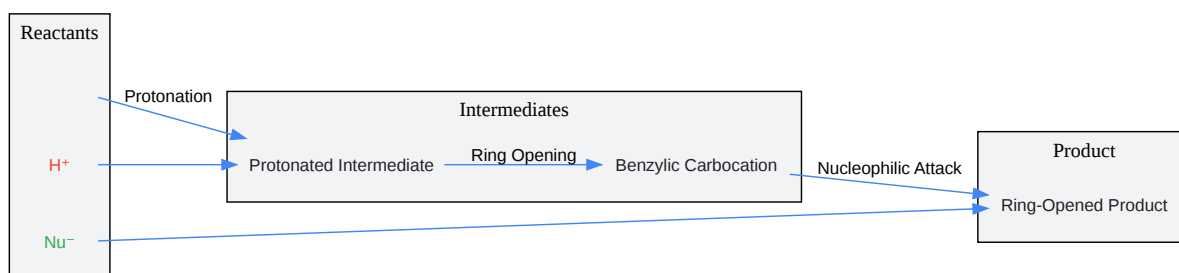 Reactants
Protonation
H⁺
Nu⁻
Intermediates
Protonated Intermediate
Ring Opening
Benzylic Carbocation
Nucleophilic Attack
Product
Ring-Opened Product